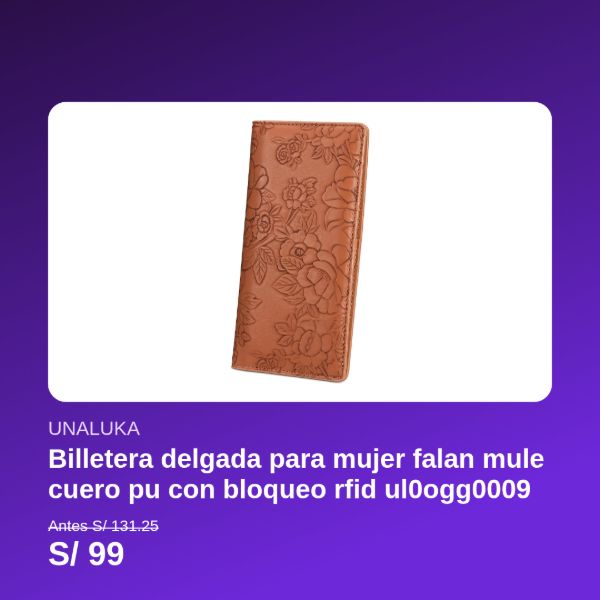 UNALUKA
Billetera delgada para mujer falan mule
cuero pu con bloqueo rfid ul0ogg0009
Antes S/ 131.25
S/ 99